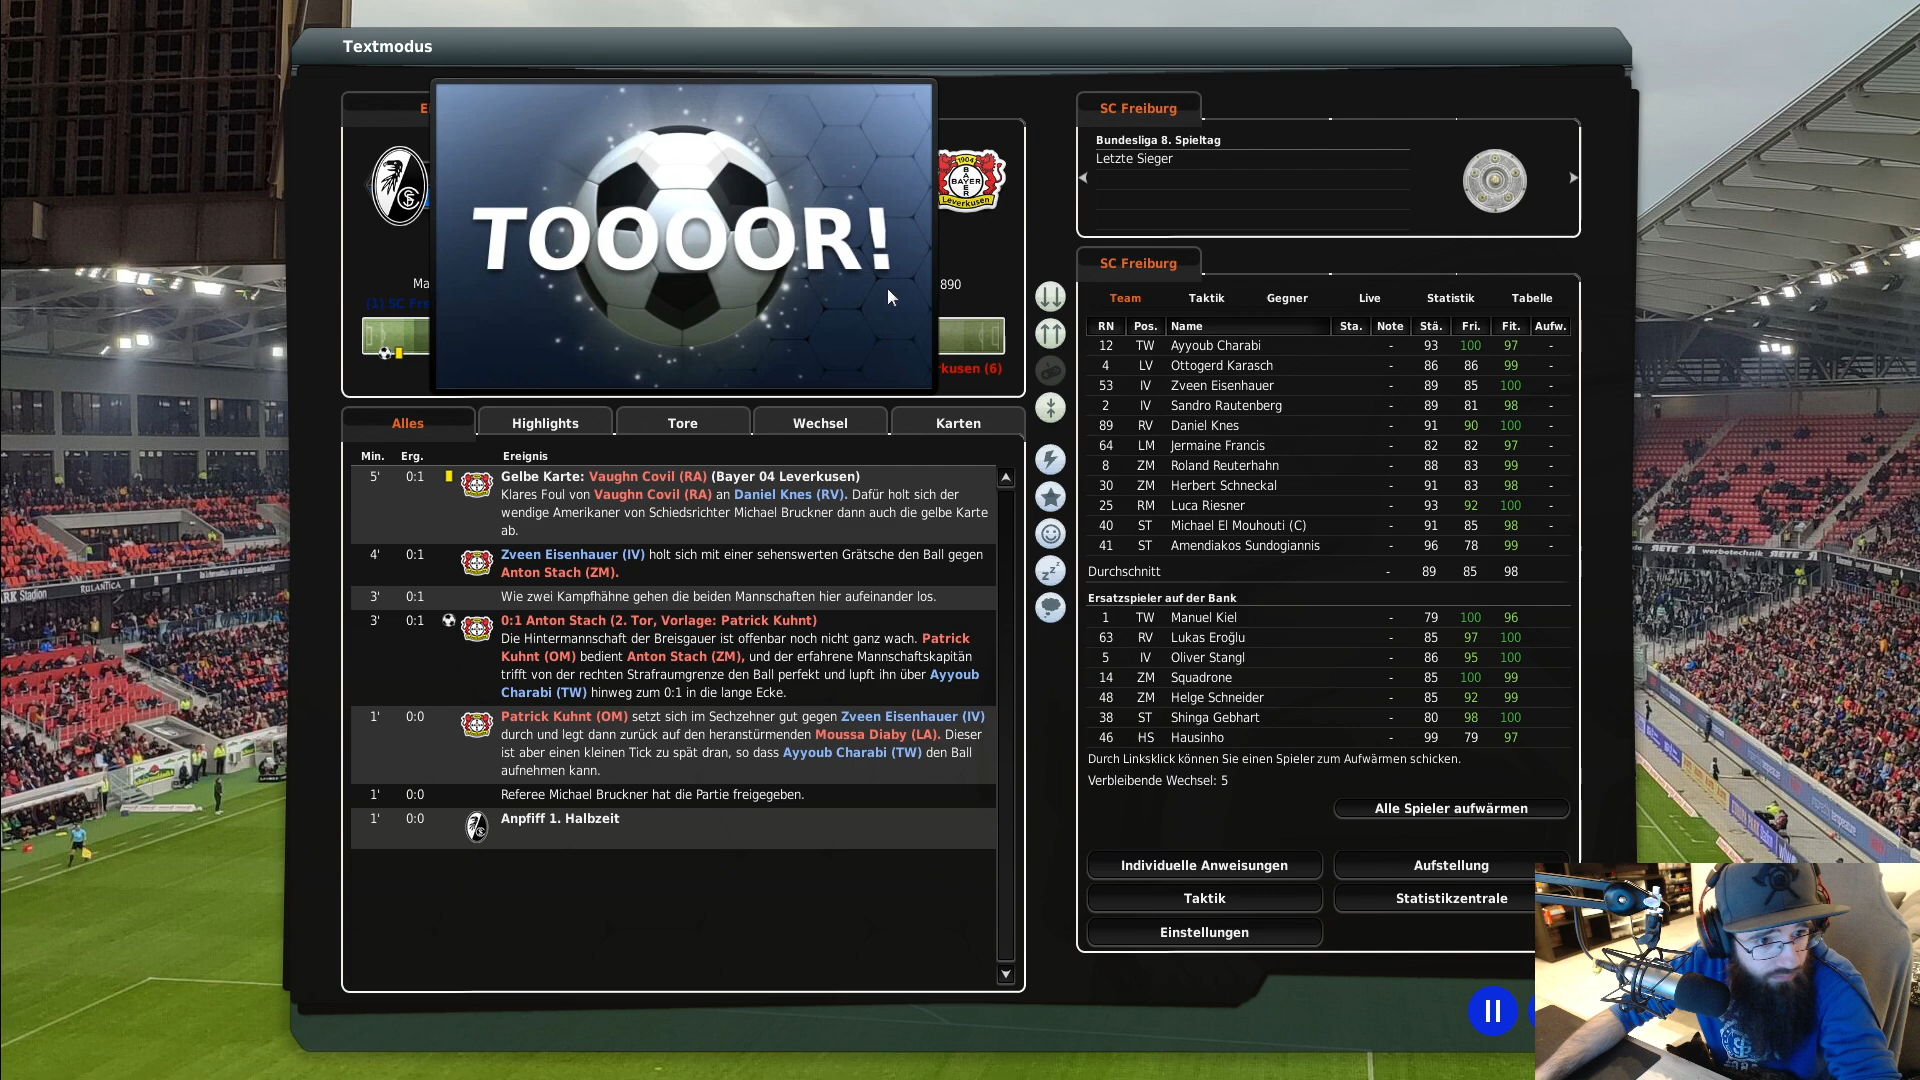 Textmodus
TOOOOR!
1904
BAYER
Leverkusen
890
SC Freiburg
Bundesliga 8. Spieltag
Letzte Sieger
SC Freiburg
Team Taktik Gegner Live Statistik Tabelle
RN Pos. Name Sta. Note Stä. Fri. Fit. Aufw.
12 TW Ayyoub Charabi - 93 100 97 -
4 LV Ottogerd Karasch - 86 86 99 -
53 IV Zveen Eisenhauer - 89 85 100 -
2 IV Sandro Rautenberg - 89 81 98 -
89 RV Daniel Knes - 91 90 100 -
64 LM Jermaine Francis - 82 82 97 -
8 ZM Roland Reuterhahn - 88 83 99 -
30 ZM Herbert Schneckal - 91 83 98 -
25 RM Luca Riesner - 93 92 100 -
40 ST Michael El Mouhouti (C) - 91 85 98 -
41 ST Amendiakos Sundogiannis - 96 78 99 -
Durchschnitt - 89 85 98
Ersatzspieler auf der Bank
1 TW Manuel Kiel - 79 100 96
63 RV Lukas Eroğlu - 85 97 100
5 IV Oliver Stangl - 86 95 100
14 ZM Squadrone - 85 100 99
48 ZM Helge Schneider - 85 92 99
38 ST Shinga Gebhart - 80 98 100
46 HS Hausinho - 99 79 97
Durch Linksklick können Sie einen Spieler zum Aufwärmen schicken.
Verbleibende Wechsel: 5
Alle Spieler aufwärmen
Individuelle Anweisungen Aufstellung
Taktik Statistikzentrale
Einstellungen
Ma
(1) SC Fre
rkusen (6)
Alles Highlights Tore Wechsel Karten
Min. Erg. Ereignis
5' 0:1 Gelbe Karte: Vaughn Covil (RA) (Bayer 04 Leverkusen)
Klares Foul von Vaughn Covil (RA) an Daniel Knes (RV). Dafür holt sich der
wendige Amerikaner von Schiedsrichter Michael Bruckner dann auch die gelbe Karte
ab.
4' 0:1 Zveen Eisenhauer (IV) holt sich mit einer sehenswerten Grätsche den Ball gegen
Anton Stach (ZM).
3' 0:1 Wie zwei Kampfhähne gehen die beiden Mannschaften hier aufeinander los.
3' 0:1 0:1 Anton Stach (2. Tor, Vorlage: Patrick Kuhnt)
Die Hintermannschaft der Breisgauer ist offenbar noch nicht ganz wach. Patrick
Kuhnt (OM) bedient Anton Stach (ZM), und der erfahrene Mannschaftskapitän
trifft von der rechten Strafraumgrenze den Ball perfekt und lupft ihn über Ayyoub
Charabi (TW) hinweg zum 0:1 in die lange Ecke.
1' 0:0 Patrick Kuhnt (OM) setzt sich im Sechzehner gut gegen Zveen Eisenhauer (IV)
durch und legt dann zurück auf den heranstürmenden Moussa Diaby (LA). Dieser
ist aber einen kleinen Tick zu spät dran, so dass Ayyoub Charabi (TW) den Ball
aufnehmen kann.
1' 0:0 Referee Michael Bruckner hat die Partie freigegeben.
1' 0:0 Anpfiff 1. Halbzeit